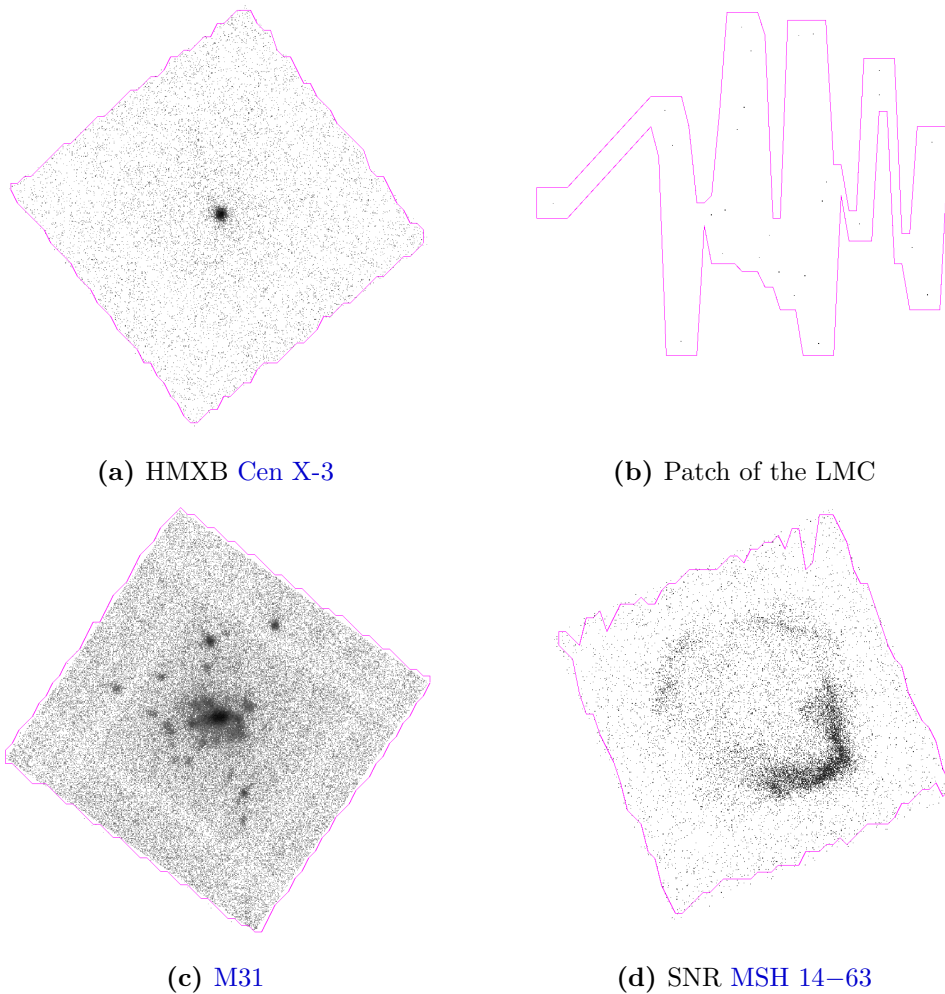 (a) HMXB Cen X-3
(b) Patch of the LMC
(c) M31
(d) SNR MSH 14−63